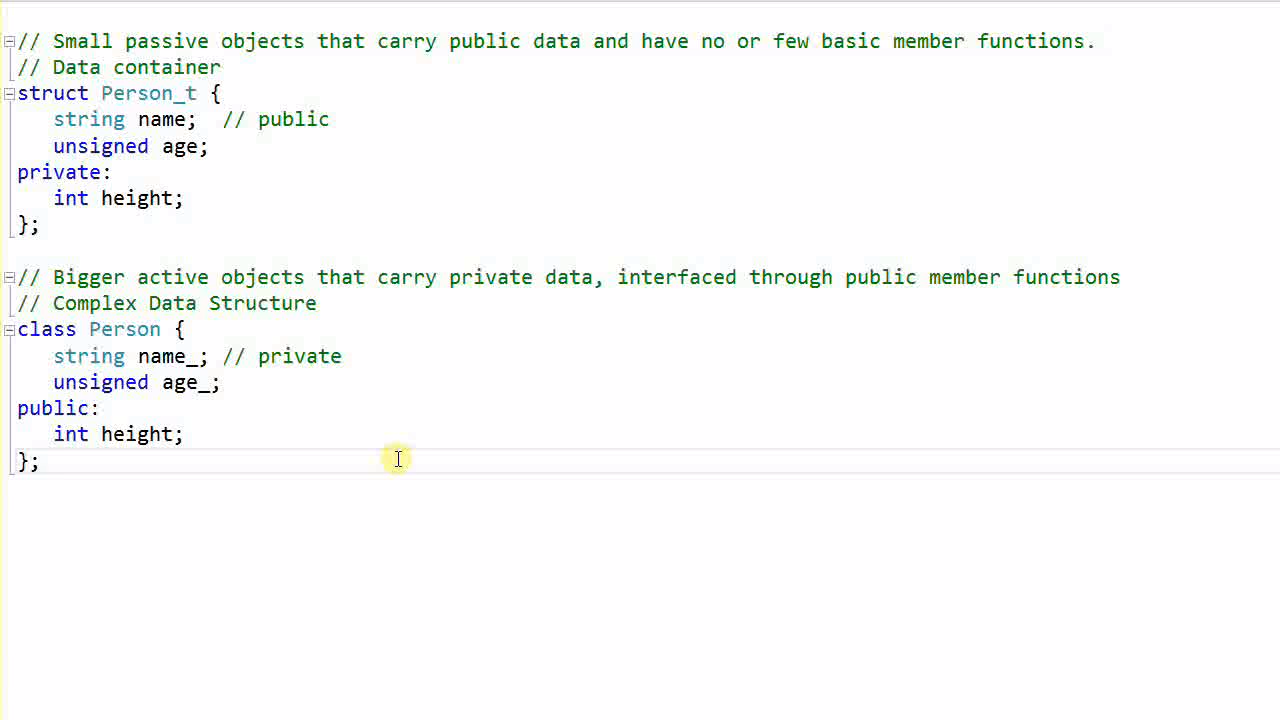 // Small passive objects that carry public data and have no or few basic member functions.
// Data container
struct Person_t {
   string name;  // public
   unsigned age;
private:
   int height;
};
// Bigger active objects that carry private data, interfaced through public member functions
// Complex Data Structure
class Person {
   string name_; // private
   unsigned age_;
public:
   int height;
};